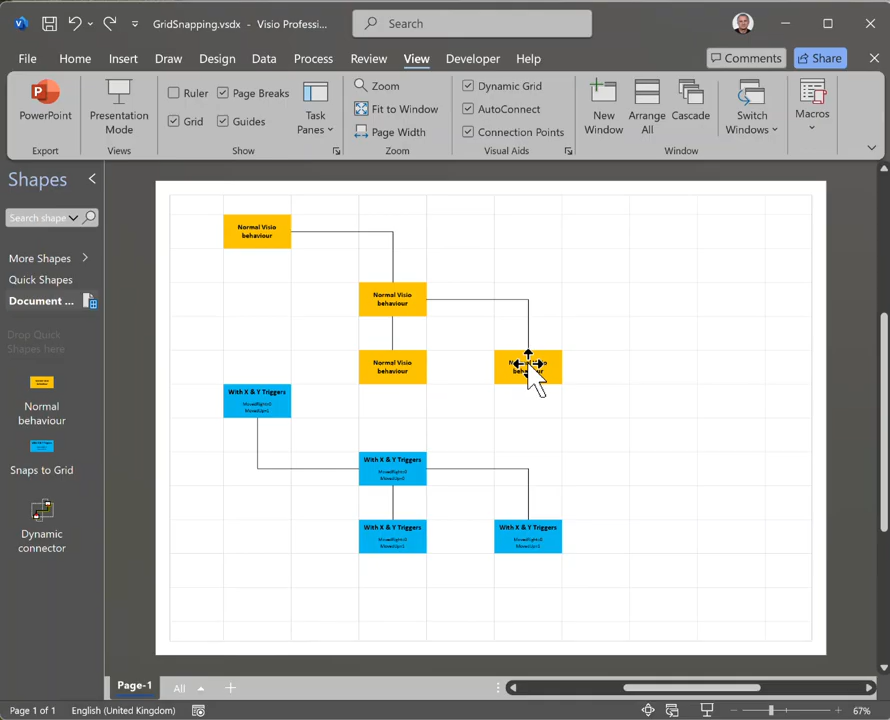 GridSnapping.vsdx - Visio Professi...
Search
File Home Insert Draw Design Data Process Review View Developer Help
Comments
Share
PowerPoint
Export
Presentation Mode
Views
Ruler
Page Breaks
Grid
Guides
Task Panes
Show
Zoom
Fit to Window
Page Width
Zoom
Dynamic Grid
AutoConnect
Connection Points
Visual Aids
New Window
Arrange All
Cascade
Switch Windows
Window
Macros
Shapes
Search shape
More Shapes
Quick Shapes
Document ...
Drop Quick
Shapes here
Normal
behaviour
Snaps to Grid
Dynamic
connector
Normal Visio
behaviour
Normal Visio
behaviour
Normal Visio
behaviour
With X & Y Triggers
With X & Y Triggers
With X & Y Triggers
With X & Y Triggers
Page-1
All
Page 1 of 1
English (United Kingdom)
67%